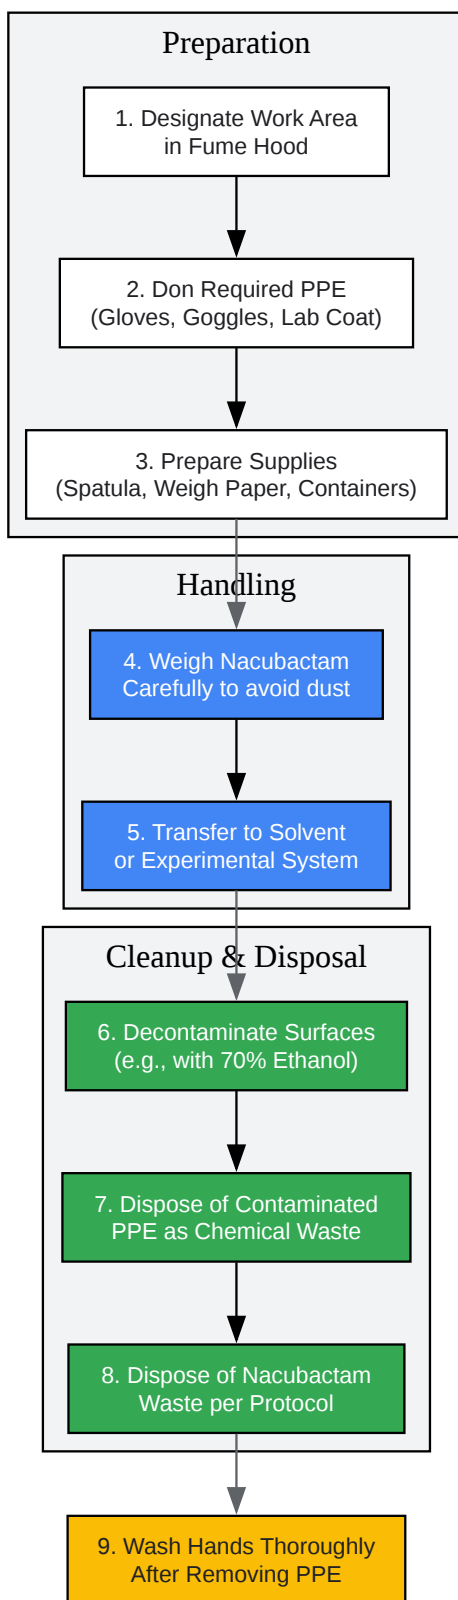 Preparation
1. Designate Work Area
in Fume Hood
2. Don Required PPE
(Gloves, Goggles, Lab Coat)
3. Prepare Supplies
(Spatula, Weigh Paper, Containers)
Handling
4. Weigh Nacubactam
Carefully to avoid dust
5. Transfer to Solvent
or Experimental System
Cleanup & Disposal
6. Decontaminate Surfaces
(e.g., with 70% Ethanol)
7. Dispose of Contaminated
PPE as Chemical Waste
8. Dispose of Nacubactam
Waste per Protocol
9. Wash Hands Thoroughly
After Removing PPE